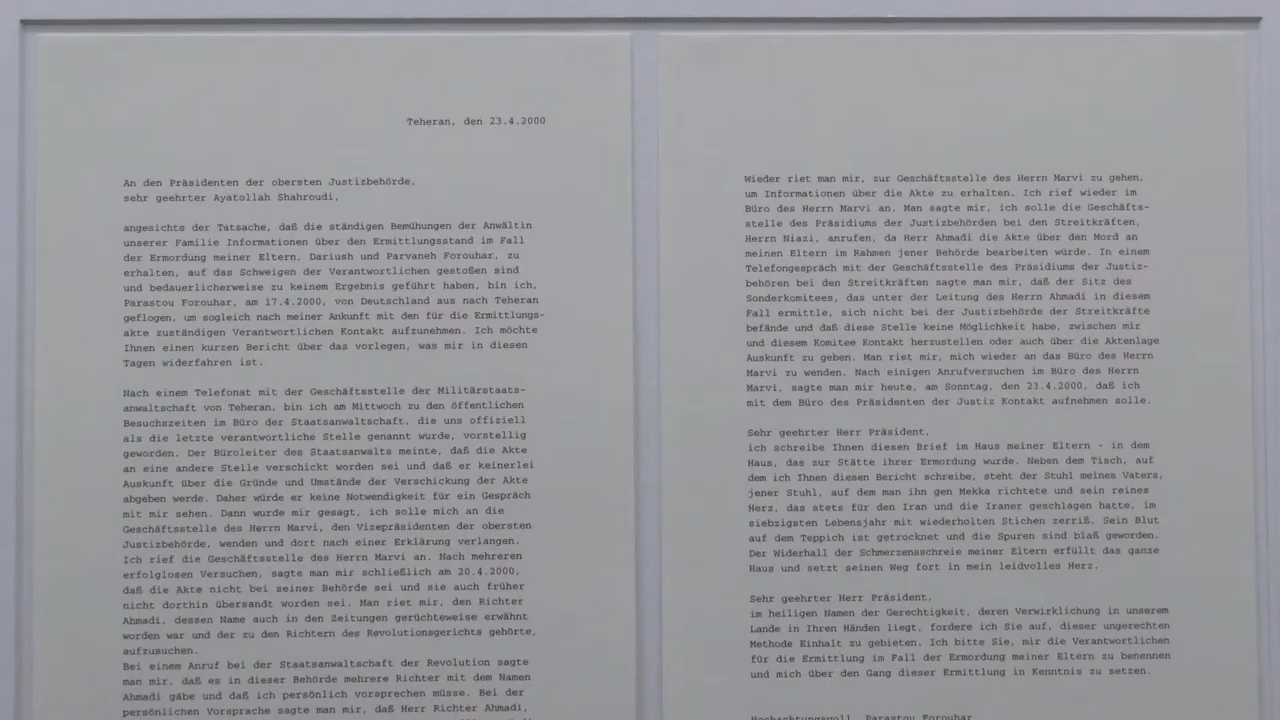 Teheran, den 23.4.2000
An den Präsidenten der obersten Justizbehörde,
sehr geehrter Ayatollah Shahroudi,
angesichts der Tatsache, daß die ständigen Bemühungen der Anwältin
unserer Familie Informationen über den Ermittlungsstand im Fall
der Ermordung meiner Eltern, Dariush und Parvaneh Forouhar, zu
erhalten, auf das Schweigen der Verantwortlichen gestoßen sind
und bedauerlicherweise zu keinem Ergebnis geführt haben, bin ich,
Parastou Forouhar, am 17.4.2000, von Deutschland aus nach Teheran
geflogen, um sogleich nach meiner Ankunft mit den für die Ermittlungs-
akte zuständigen Verantwortlichen Kontakt aufzunehmen. Ich möchte
Ihnen einen kurzen Bericht über das vorlegen, was mir in diesen
Tagen widerfahren ist.
Nach einem Telefonat mit der Geschäftsstelle der Militärstaats-
anwaltschaft von Teheran, bin ich am Mittwoch zu den öffentlichen
Besuchszeiten im Büro der Staatsanwaltschaft, die uns offiziell
als die letzte verantwortliche Stelle genannt wurde, vorstellig
geworden. Der Büroleiter des Staatsanwalts meinte, daß die Akte
an eine andere Stelle verschickt worden sei und daß er keinerlei
Auskunft über die Gründe und Umstände der Verschickung der Akte
abgeben werde. Daher würde er keine Notwendigkeit für ein Gespräch
mit mir sehen. Dann wurde mir gesagt, ich solle mich an die
Geschäftsstelle des Herrn Marvi, den Vizepräsidenten der obersten
Justizbehörde, wenden und dort nach einer Erklärung verlangen.
Ich rief die Geschäftsstelle des Herrn Marvi an. Nach mehreren
erfolglosen Versuchen, sagte man mir schließlich am 20.4.2000,
daß die Akte nicht bei seiner Behörde sei und sie auch früher
nicht dorthin übersandt worden sei. Man riet mir, den Richter
Ahmadi, dessen Name auch in den Zeitungen gerüchteweise erwähnt
worden war und der zu den Richtern des Revolutionsgerichts gehörte,
aufzusuchen.
Bei einem Anruf bei der Staatsanwaltschaft der Revolution sagte
man mir, daß es in dieser Behörde mehrere Richter mit dem Namen
Ahmadi gäbe und daß ich persönlich vorsprechen müsse. Bei der
persönlichen Vorsprache sagte man mir, daß Herr Richter Ahmadi,
Wieder riet man mir, zur Geschäftsstelle des Herrn Marvi zu gehen,
um Informationen über die Akte zu erhalten. Ich rief wieder im
Büro des Herrn Marvi an. Man sagte mir, ich solle die Geschäfts-
stelle des Präsidiums der Justizbehörden bei den Streitkräften,
Herrn Niazi, anrufen, da Herr Ahmadi die Akte über den Mord an
meinen Eltern im Rahmen jener Behörde bearbeiten würde. In einem
Telefongespräch mit der Geschäftsstelle des Präsidiums der Justiz-
behören bei den Streitkräften sagte man mir, daß der Sitz des
Sonderkomitees, das unter der Leitung des Herrn Ahmadi in diesem
Fall ermittle, sich nicht bei der Justizbehörde der Streitkräfte
befände und daß diese Stelle keine Möglichkeit habe, zwischen mir
und diesem Komitee Kontakt herzustellen oder auch über die Aktenlage
Auskunft zu geben. Man riet mir, mich wieder an das Büro des Herrn
Marvi zu wenden. Nach einigen Anrufversuchen im Büro des Herrn
Marvi, sagte man mir heute, am Sonntag, den 23.4.2000, daß ich
mit dem Büro des Präsidenten der Justiz Kontakt aufnehmen solle.
Sehr geehrter Herr Präsident,
ich schreibe Ihnen diesen Brief im Haus meiner Eltern - in dem
Haus, das zur Stätte ihrer Ermordung wurde. Neben dem Tisch, auf
dem ich Ihnen diesen Bericht schreibe, steht der Stuhl meines Vaters,
jener Stuhl, auf dem man ihn gen Mekka richtete und sein reines
Herz, das stets für den Iran und die Iraner geschlagen hatte, im
siebzigsten Lebensjahr mit wiederholten Stichen zerriß. Sein Blut
auf dem Teppich ist getrocknet und die Spuren sind blaß geworden.
Der Widerhall der Schmerzensschreie meiner Eltern erfüllt das ganze
Haus und setzt seinen Weg fort in mein leidvolles Herz.
Sehr geehrter Herr Präsident,
im heiligen Namen der Gerechtigkeit, deren Verwirklichung in unserem
Lande in Ihren Händen liegt, fordere ich Sie auf, dieser ungerechten
Methode Einhalt zu gebieten. Ich bitte Sie, mir die Verantwortlichen
für die Ermittlung im Fall der Ermordung meiner Eltern zu benennen
und mich über den Gang dieser Ermittlung in Kenntnis zu setzen.
Hochachtungsvoll, Parastou Forouhar